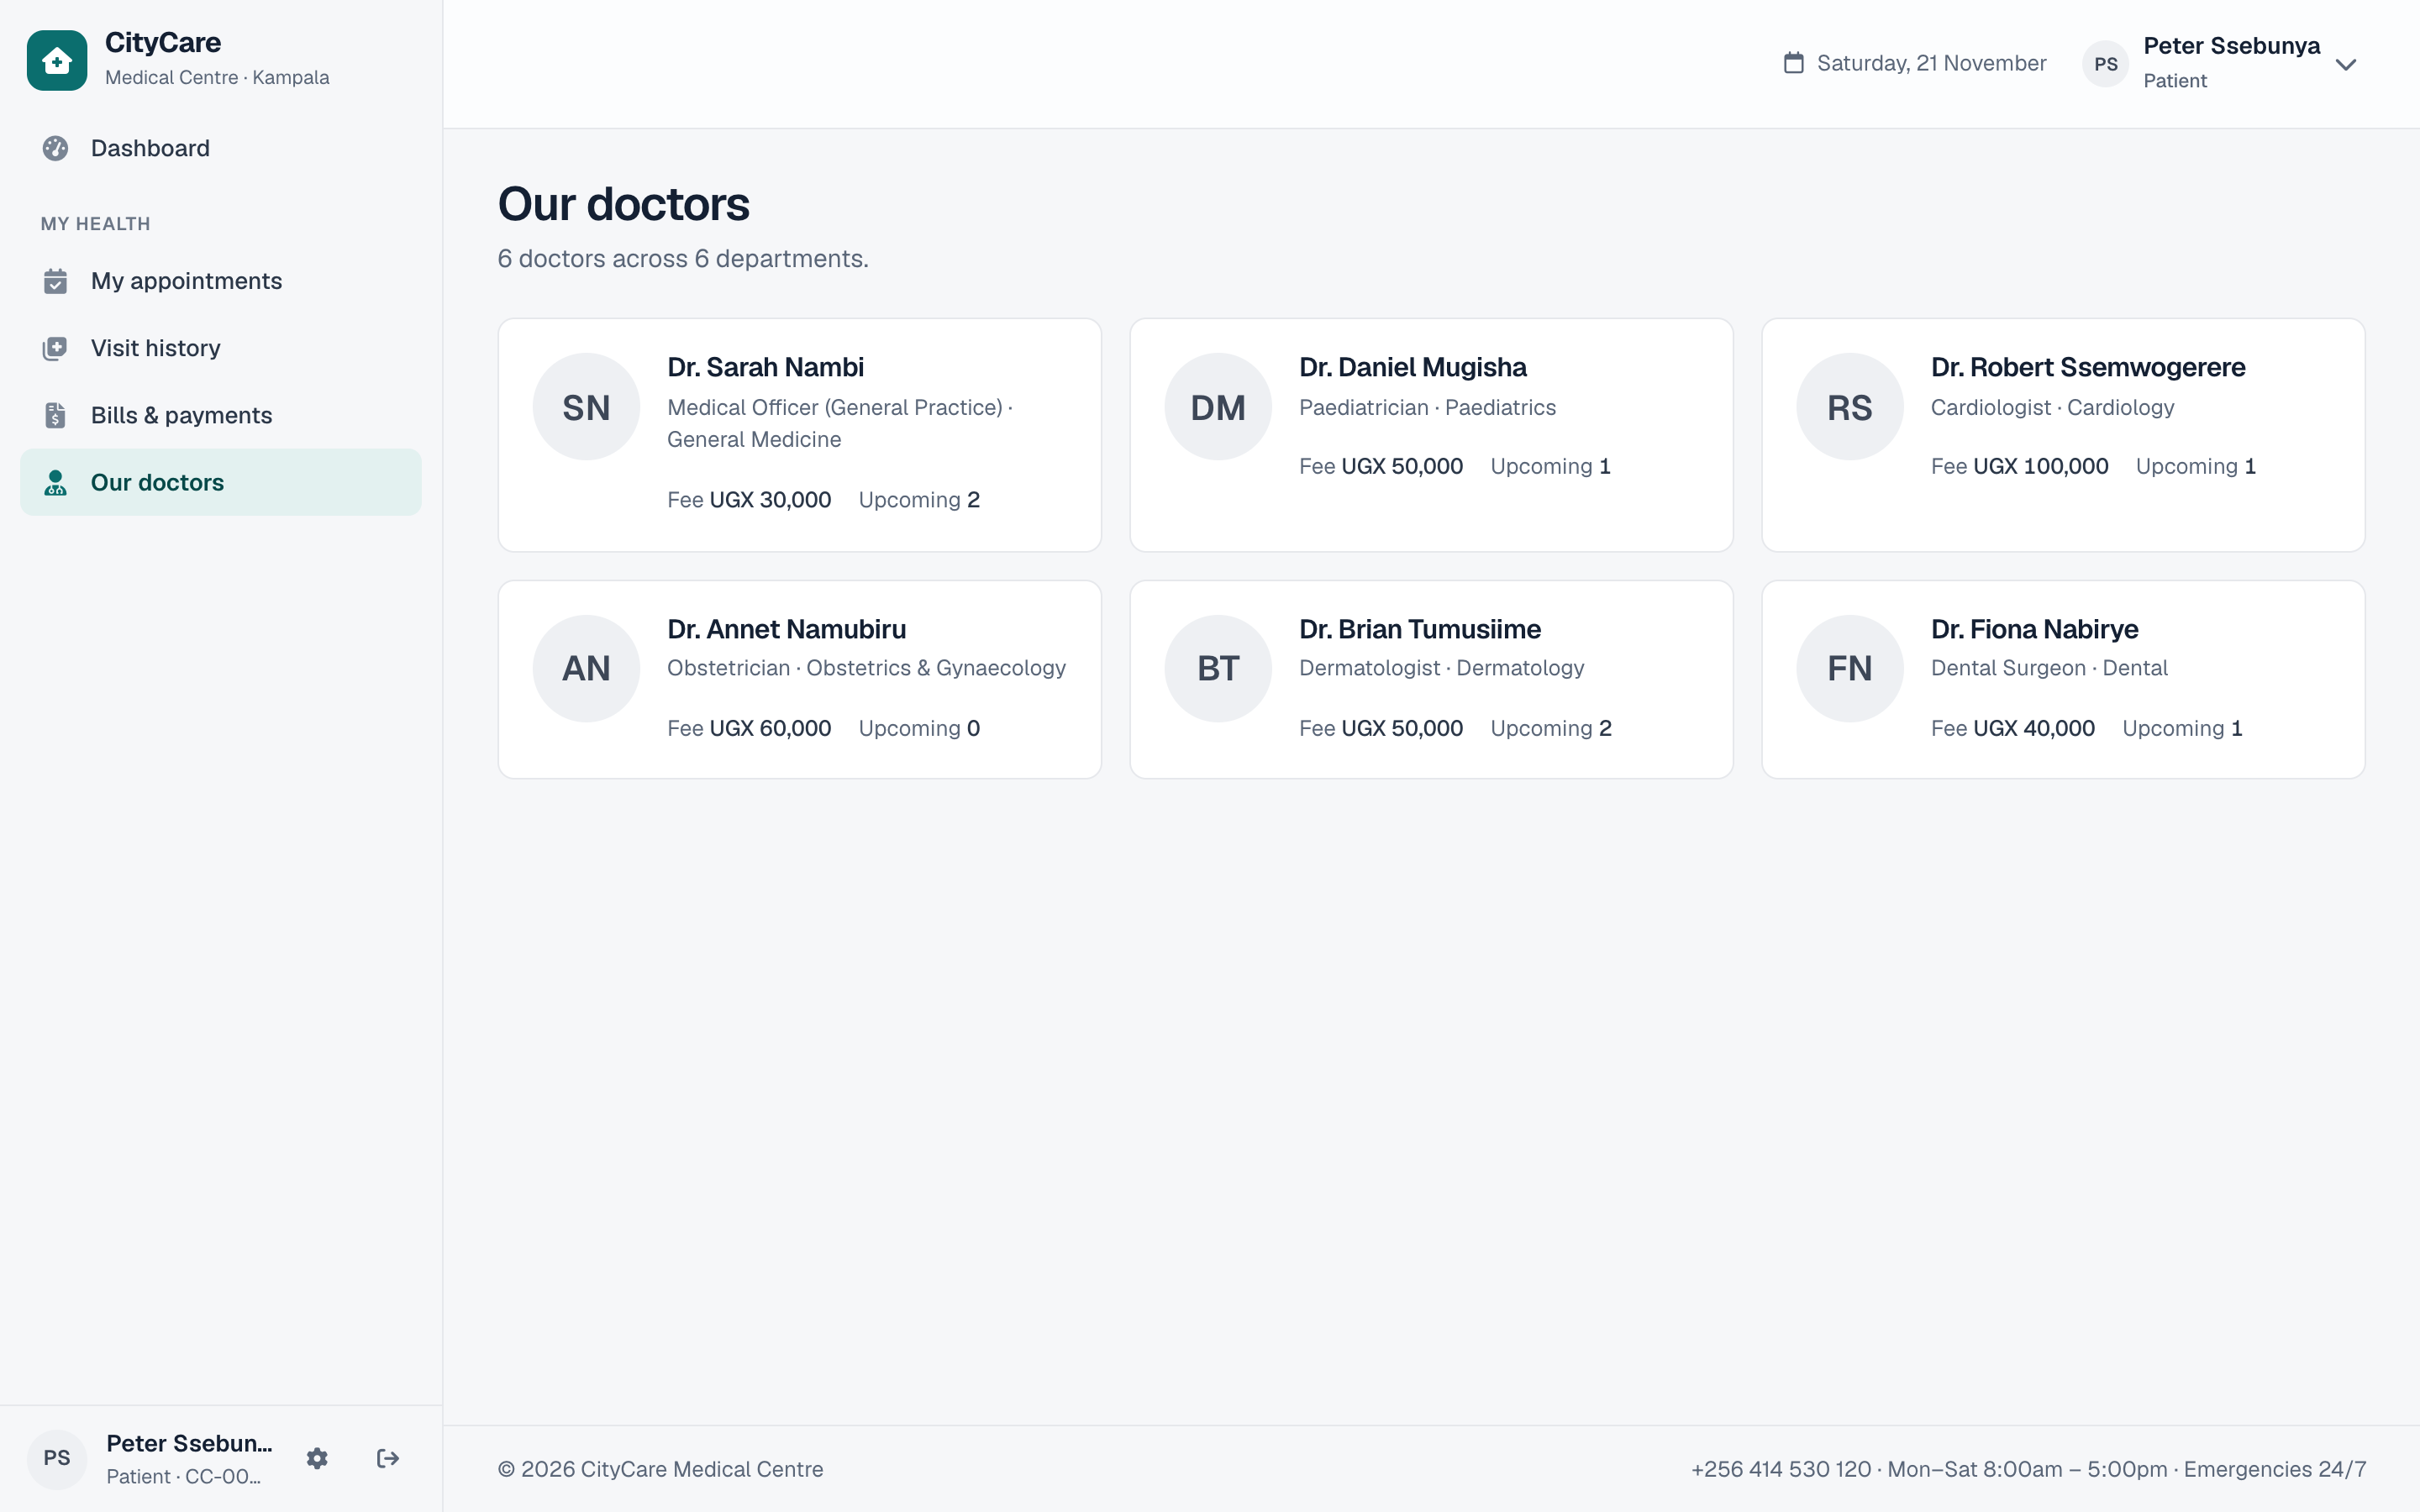 CityCare
Medical Centre · Kampala
Dashboard
MY HEALTH
My appointments
Visit history
Bills & payments
Our doctors
PS
Peter Ssebun...
Patient · CC-00...
Saturday, 21 November
PS
Peter Ssebunya
Patient
Our doctors
6 doctors across 6 departments.
SN
Dr. Sarah Nambi
Medical Officer (General Practice) ·
General Medicine
Fee UGX 30,000 Upcoming 2
DM
Dr. Daniel Mugisha
Paediatrician · Paediatrics
Fee UGX 50,000 Upcoming 1
RS
Dr. Robert Ssemwogerere
Cardiologist · Cardiology
Fee UGX 100,000 Upcoming 1
AN
Dr. Annet Namubiru
Obstetrician · Obstetrics & Gynaecology
Fee UGX 60,000 Upcoming 0
BT
Dr. Brian Tumusiime
Dermatologist · Dermatology
Fee UGX 50,000 Upcoming 2
FN
Dr. Fiona Nabirye
Dental Surgeon · Dental
Fee UGX 40,000 Upcoming 1
© 2026 CityCare Medical Centre
+256 414 530 120 · Mon–Sat 8:00am – 5:00pm · Emergencies 24/7